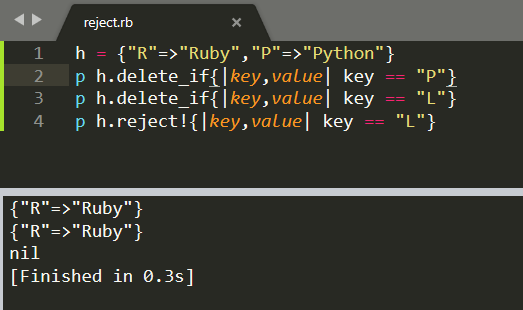 reject.rb ×
1 h = {"R"=>"Ruby","P"=>"Python"}
2 p h.delete_if{|key,value| key == "P"}
3 p h.delete_if{|key,value| key == "L"}
4 p h.reject!{|key,value| key == "L"}
{"R"=>"Ruby"}
{"R"=>"Ruby"}
nil
[Finished in 0.3s]